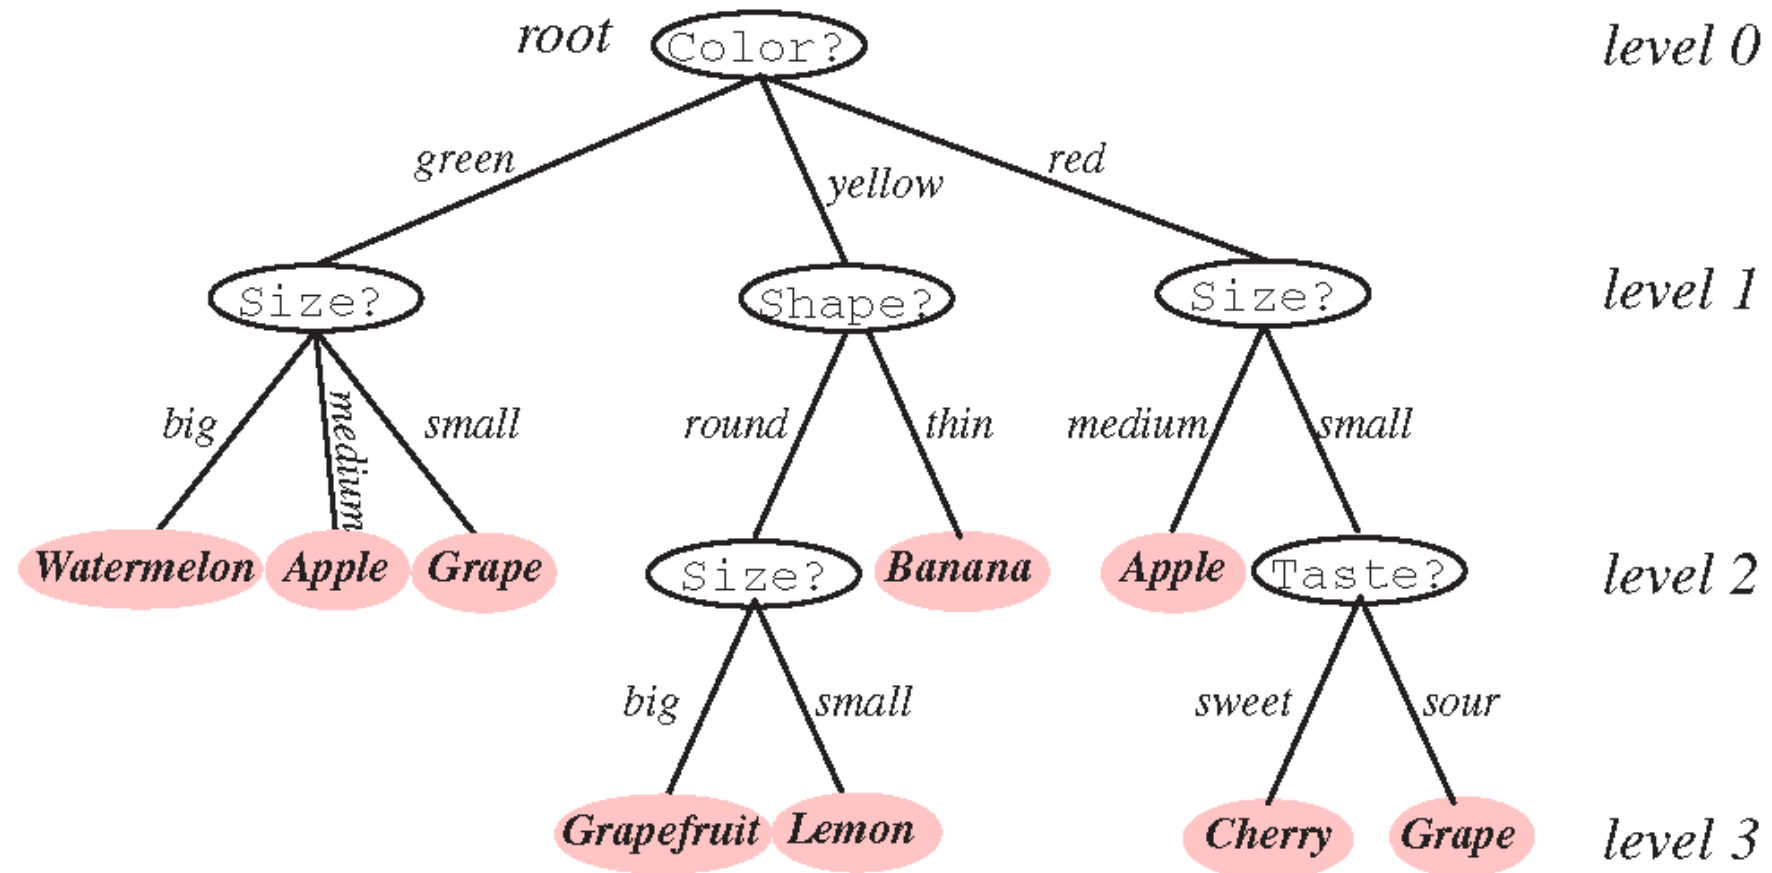 root Color? level 0
green yellow red
Size? Shape? Size? level 1
big medium small round thin medium small
Watermelon Apple Grape Size? Banana Apple Taste? level 2
big small sweet sour
Grapefruit Lemon Cherry Grape level 3